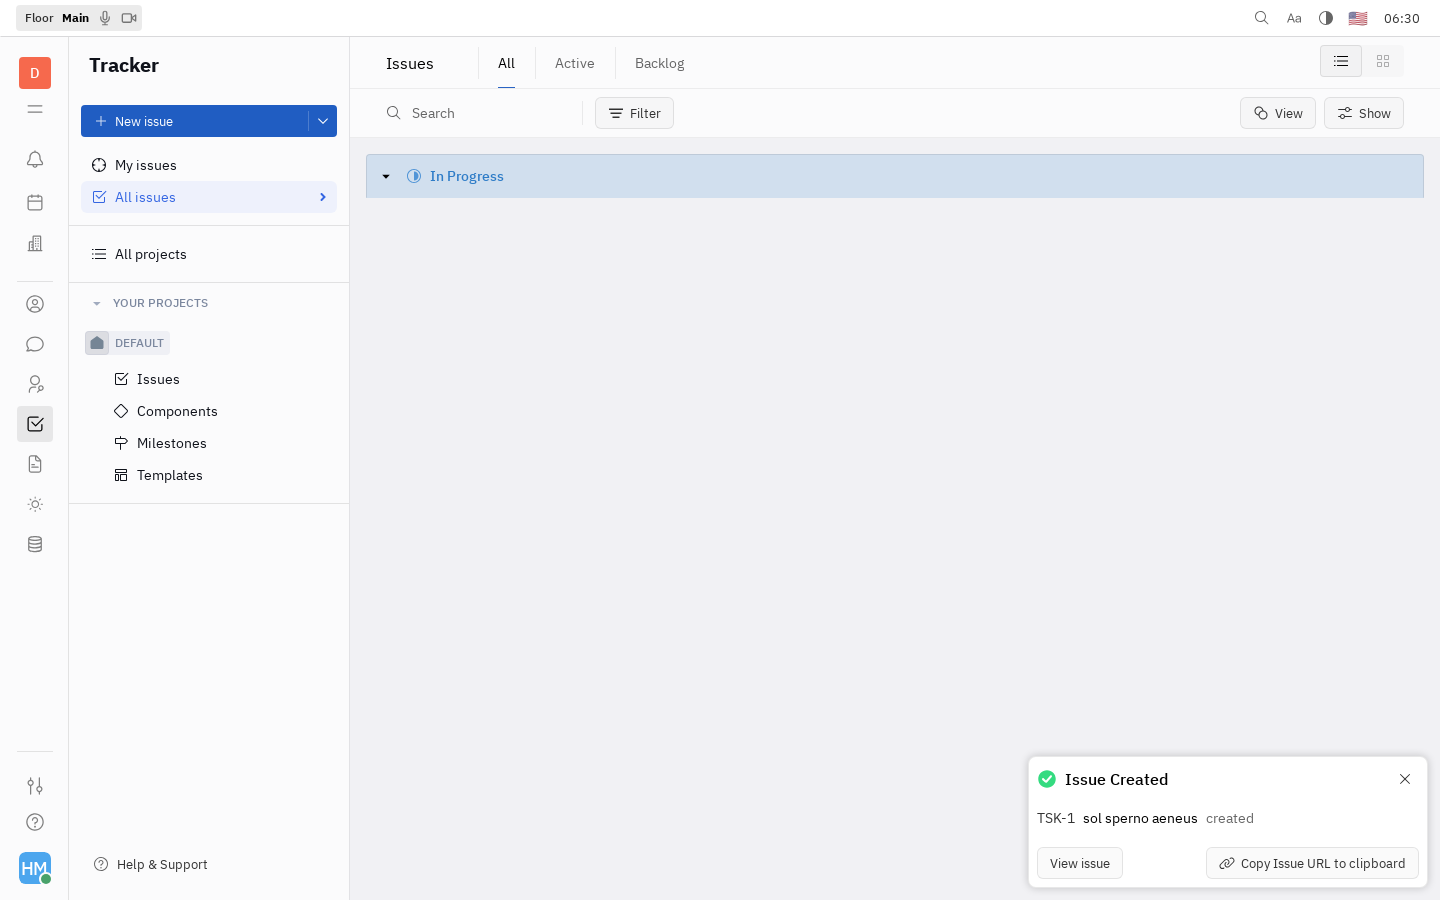 Floor Main
Aa
06:30
D
Tracker
New issue
My issues
All issues
All projects
YOUR PROJECTS
DEFAULT
Issues
Components
Milestones
Templates
HM
Help & Support
Issues
All
Active
Backlog
Search
Filter
View
Show
In Progress
Issue Created
TSK-1 sol sperno aeneus created
View issue
Copy Issue URL to clipboard